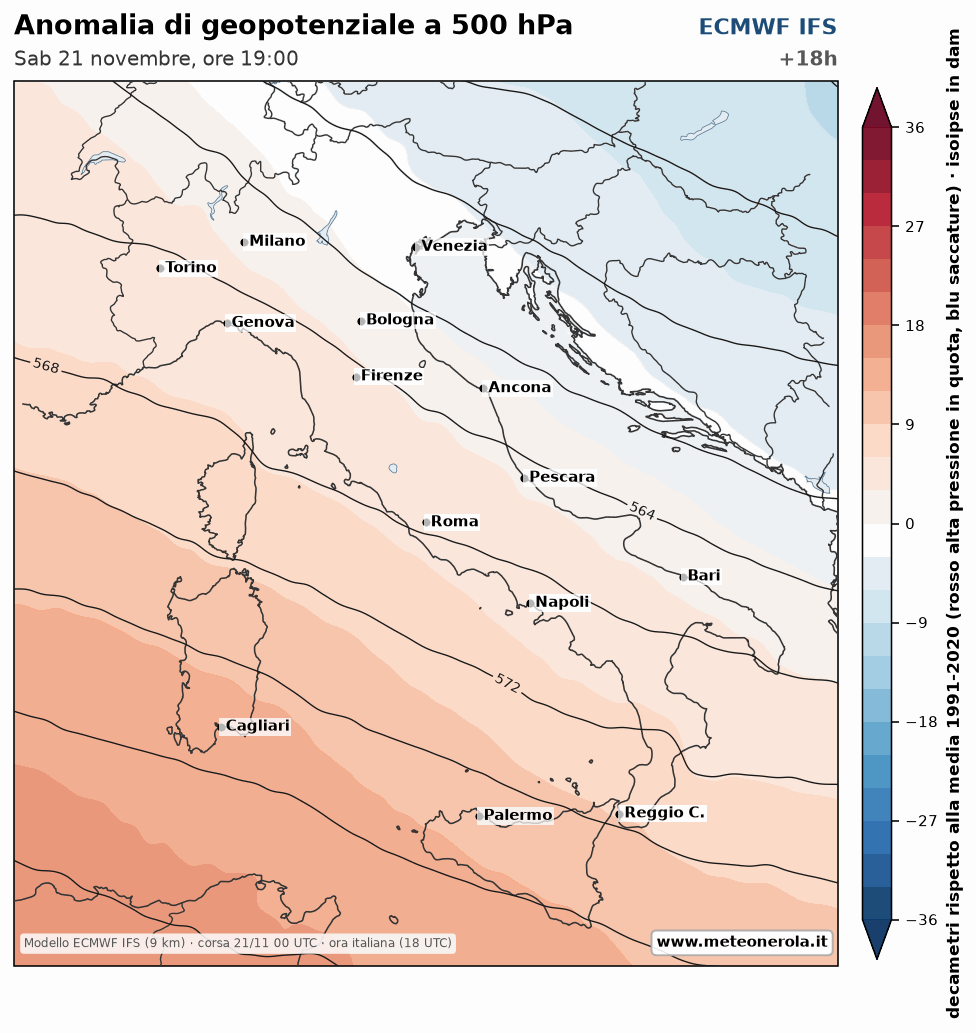 Anomalia di geopotenziale a 500 hPa
ECMWF IFS
Sab 21 novembre, ore 19:00
+18h
Milano
Venezia
Torino
Genova
Bologna
568
Firenze
Ancona
Pescara
564
Roma
Bari
Napoli
572
Cagliari
Palermo
Reggio C.
Modello ECMWF IFS (9 km) · corsa 21/11 00 UTC · ora italiana (18 UTC)
www.meteonerola.it
36
27
18
9
0
−9
−18
−27
−36
decametri rispetto alla media 1991-2020 (rosso alta pressione in quota, blu saccature) · isoipse in dam